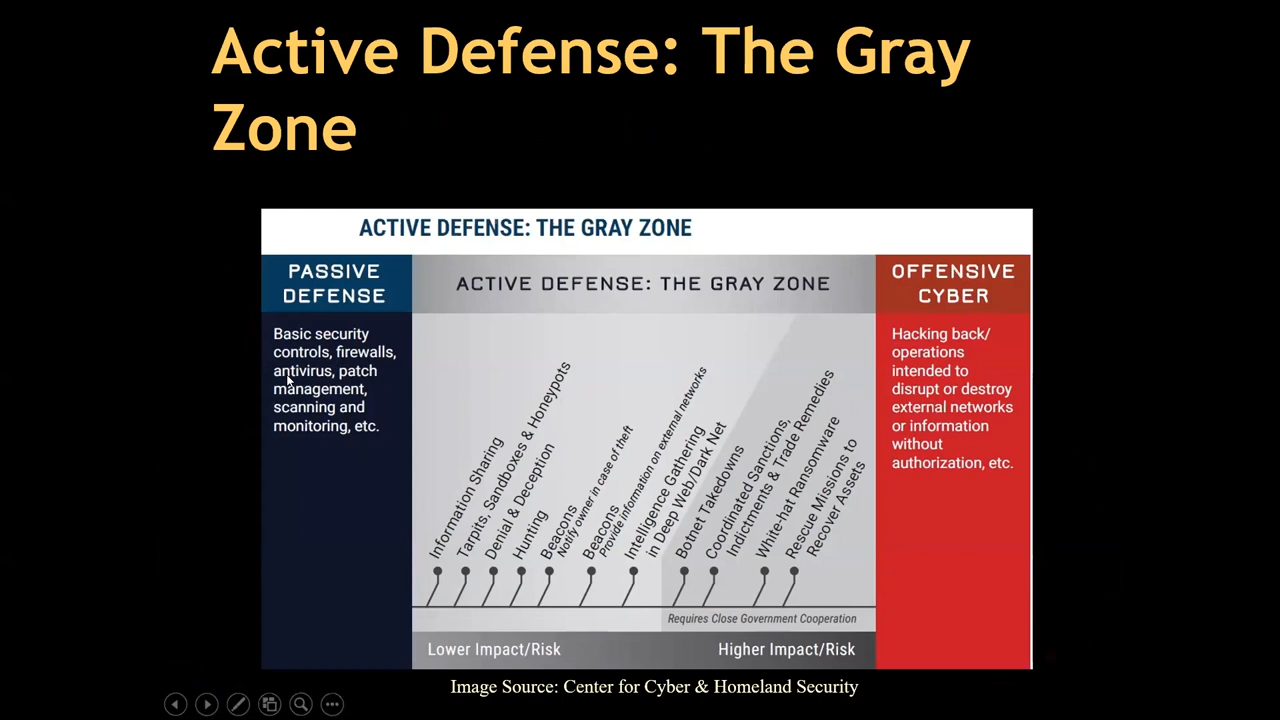 Active Defense: The Gray
Zone
ACTIVE DEFENSE: THE GRAY ZONE
PASSIVE
DEFENSE
ACTIVE DEFENSE: THE GRAY ZONE
OFFENSIVE
CYBER
Basic security
controls, firewalls,
antivirus, patch
management,
scanning and
monitoring, etc.
Information Sharing
Tarpits, Sandboxes & Honeypots
Denial & Deception
Hunting
Beacons
Notify owner in case of theft
Beacons
Provide information on external networks
Intelligence Gathering
in Deep Web/Dark Net
Botnet Takedowns
Coordinated Sanctions,
Indictments & Trade Remedies
White-hat Ransomware
Rescue Missions to
Recover Assets
Hacking back/
operations
intended to
disrupt or destroy
external networks
or information
without
authorization, etc.
Requires Close Government Cooperation
Lower Impact/Risk
Higher Impact/Risk
Image Source: Center for Cyber & Homeland Security